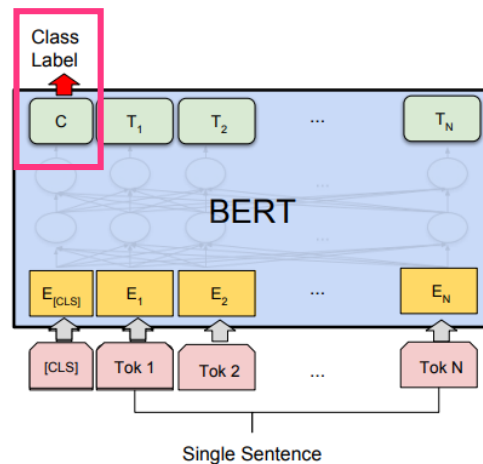 Class
Label
C T1 T2 ... TN
...
BERT
...
E[CLS] E1 E2 ... EN
[CLS] Tok 1 Tok 2 ... Tok N
Single Sentence